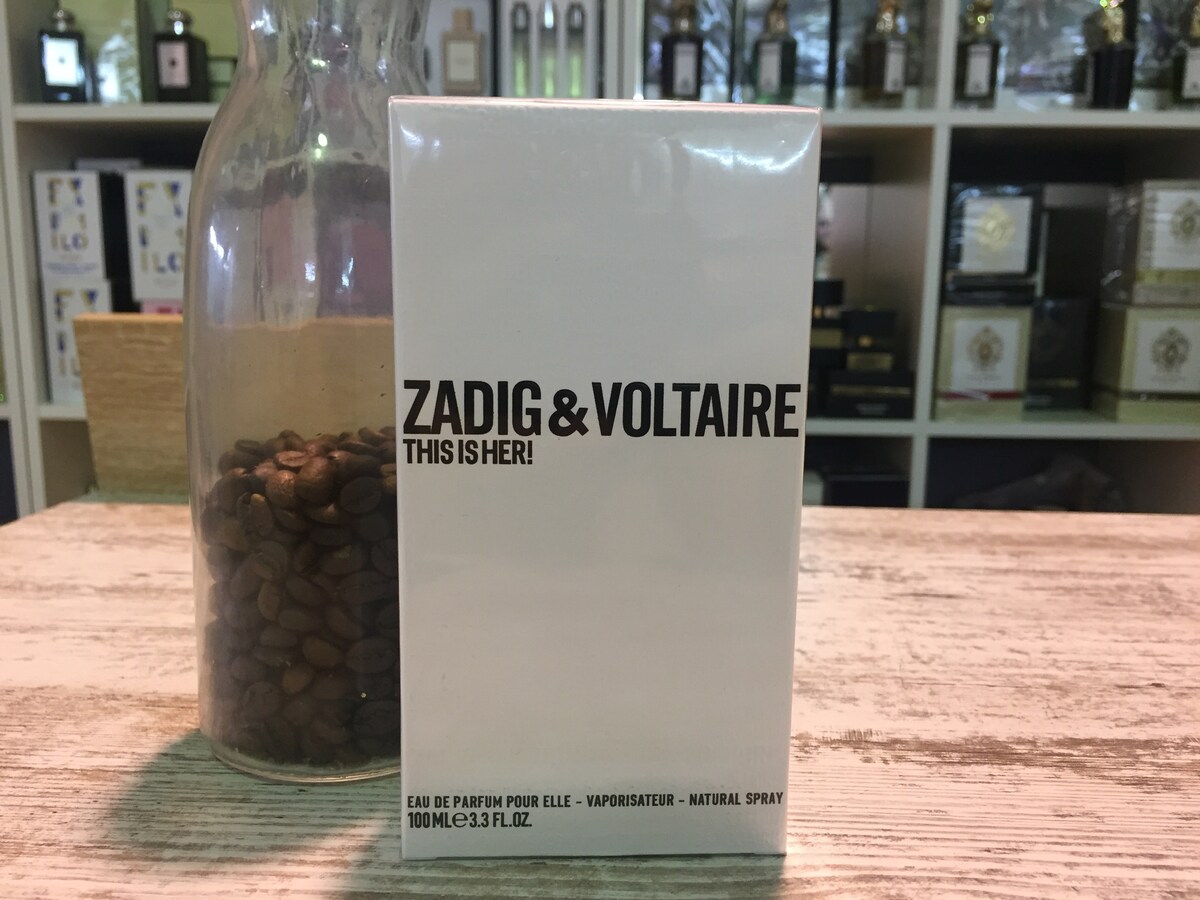 ZADIG & VOLTAIRE
THIS IS HER!
EAU DE PARFUM POUR ELLE - VAPORISATEUR - NATURAL SPRAY
100 ML ℮ 3.3 FL.OZ.